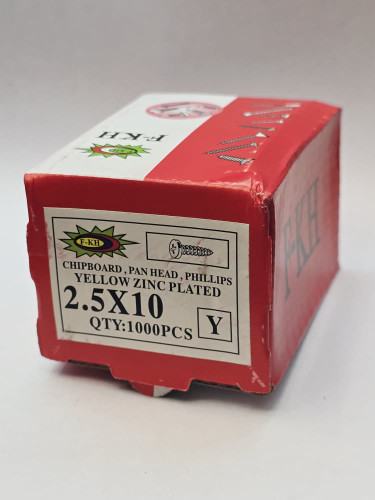 F-KH
F-KH
F-KH
CHIPBOARD , PAN HEAD , PHILLIPS
YELLOW ZINC PLATED
2.5X10
QTY:1000PCS
Y